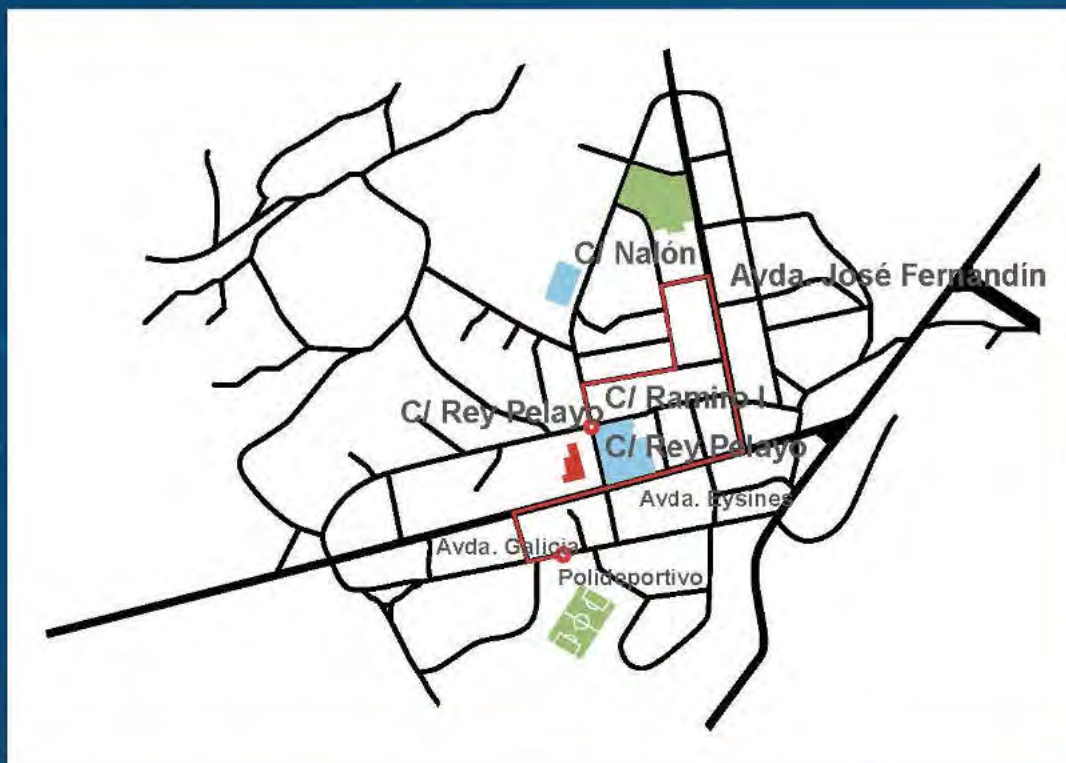 C/ Nalón
Avda. José Fernandín
C/ Ramiro I
C/ Rey Pelayo
C/ Rey Pelayo
Avda. Eysines
Avda. Galicia
Polideportivo